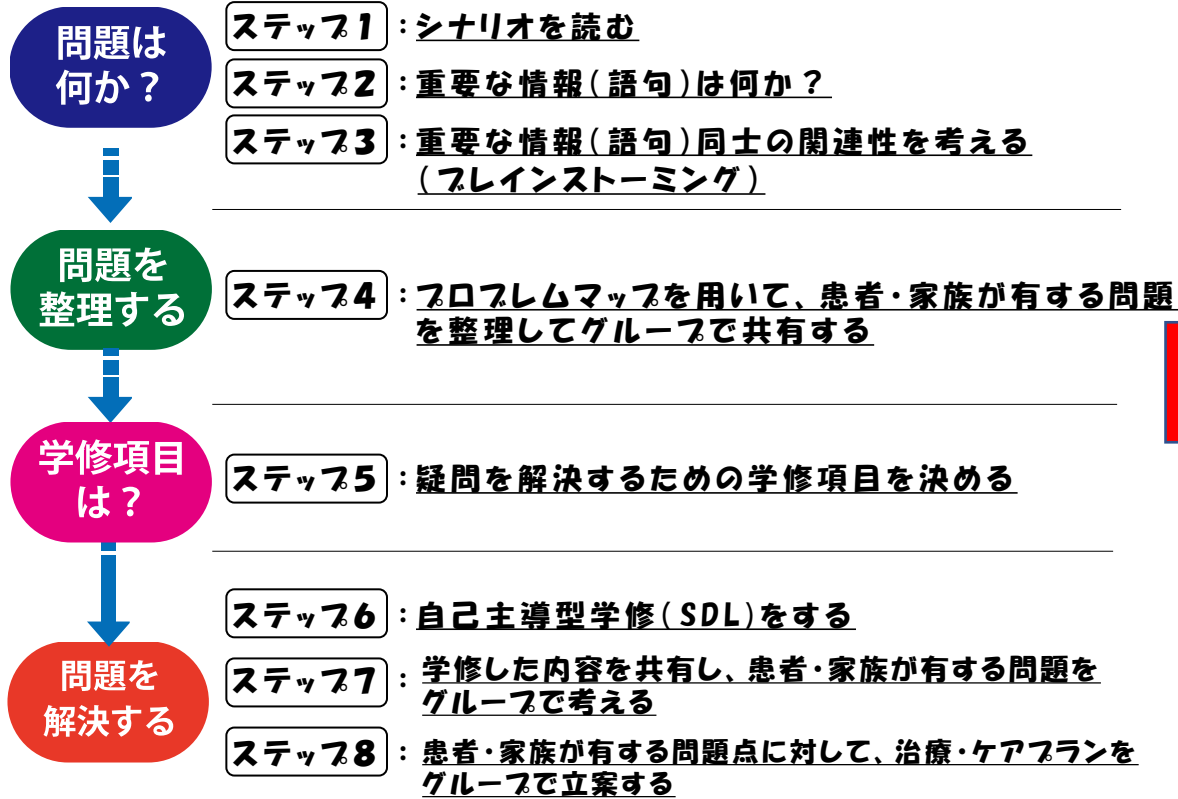 問題は
何か？
ステップ1：シナリオを読む
ステップ2：重要な情報(語句)は何か？
ステップ3：重要な情報(語句)同士の関連性を考える
(ブレインストーミング)
問題を
整理する
ステップ4：プロブレムマップを用いて、患者・家族が有する問題
を整理してグループで共有する
学修項目
は？
ステップ5：疑問を解決するための学修項目を決める
問題を
解決する
ステップ6：自己主導型学修(SDL)をする
ステップ7：学修した内容を共有し、患者・家族が有する問題を
グループで考える
ステップ8：患者・家族が有する問題点に対して、治療・ケアプランを
グループで立案する